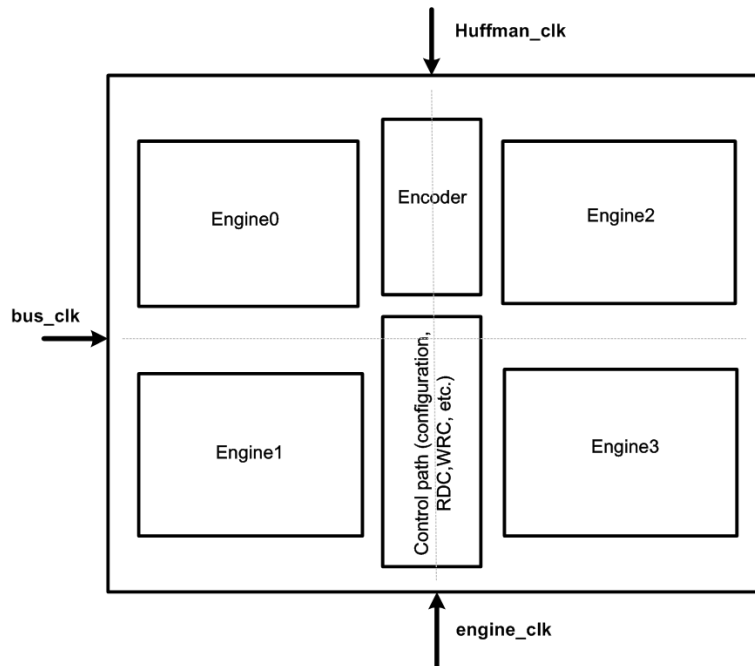 Huffman_clk
Engine0
Encoder
Engine2
bus_clk
Engine1
Control path (configuration,
RDC,WRC, etc.)
Engine3
engine_clk